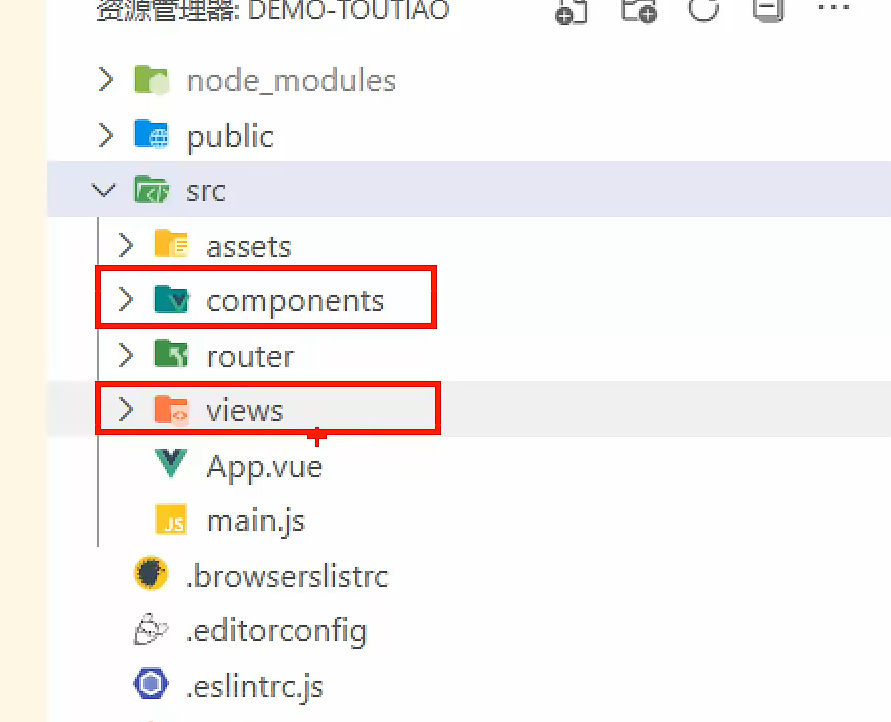 资源管理器: DEMO-TOUTIAO
node_modules
public
src
assets
components
router
views
App.vue
JS main.js
.browserslistrc
.editorconfig
.eslintrc.js